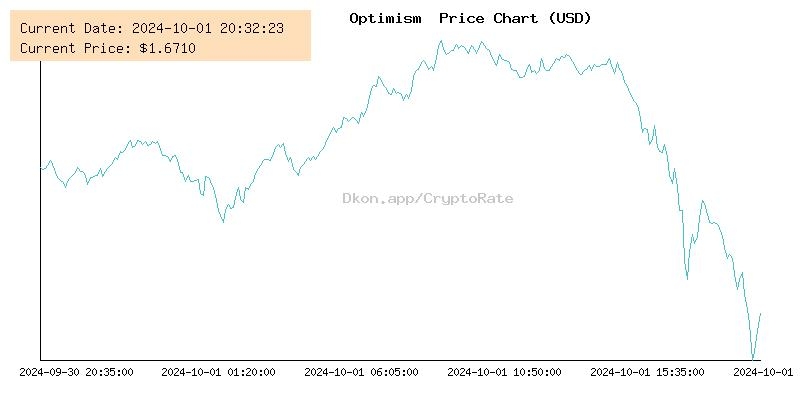 Optimism  Price Chart (USD)
Current Date: 2024-10-01 20:32:23
Current Price: $1.6710
Dkon.app/CryptoRate
2024-09-30 20:35:00 2024-10-01 01:20:00 2024-10-01 06:05:00 2024-10-01 10:50:00 2024-10-01 15:35:00 2024-10-01